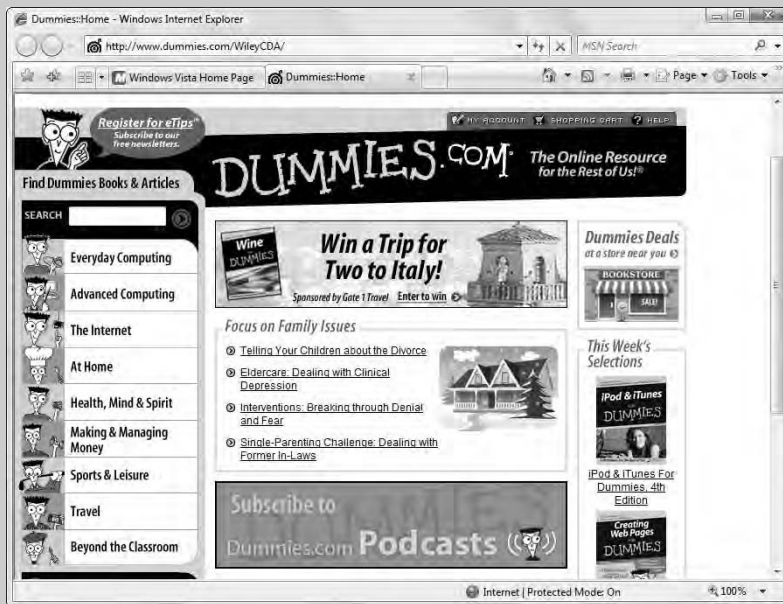 Dummies::Home - Windows Internet Explorer
http://www.dummies.com/WileyCDA/
MSN Search
Windows Vista Home Page
Dummies::Home
Page
Tools
Register for eTips™
Subscribe to our
free newsletters.
MY ACCOUNT SHOPPING CART HELP
DUMMIES.COM®
The Online Resource
for the Rest of Us!®
Find Dummies Books & Articles
SEARCH
Everyday Computing
Advanced Computing
The Internet
At Home
Health, Mind & Spirit
Making & Managing
Money
Sports & Leisure
Travel
Beyond the Classroom
Wine
DUMMIES
Win a Trip for
Two to Italy!
Sponsored by Gate 1 Travel Enter to win
Focus on Family Issues
Telling Your Children about the Divorce
Eldercare: Dealing with Clinical
Depression
Interventions: Breaking through Denial
and Fear
Single-Parenting Challenge: Dealing with
Former In-Laws
Subscribe to
Dummies.com Podcasts
DUMMIES
Dummies Deals
at a store near you
BOOKSTORE
SALE!
This Week's
Selections
iPod & iTunes
DUMMIES
iPod & iTunes For
Dummies, 4th
Edition
Creating
Web Pages
DUMMIES
Internet | Protected Mode: On
100%